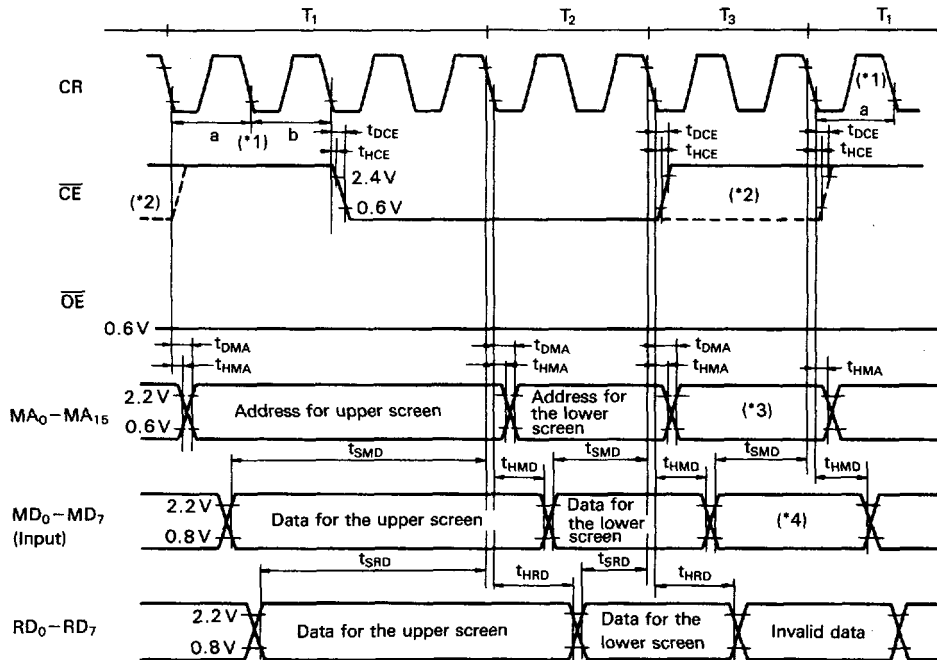 T₁ T₂ T₃ T₁
CR
(*1)
a (*1) b
a
tDCE tDCE tDCE
tHCE tHCE tHCE
CE
(*2)
2.4 V
0.6 V
(*2)
OE
0.6 V
tDMA tDMA tDMA
tHMA tHMA tHMA tHMA
MA₀–MA₁₅
2.2 V
0.6 V
Address for upper screen
Address for
the lower
screen
(*3)
tSMD tHMD tSMD tHMD tSMD tHMD
MD₀–MD₇
(Input)
2.2 V
0.8 V
Data for the upper screen
Data for
the lower
screen
(*4)
tSRD tHRD tSRD tHRD
RD₀–RD₇
2.2 V
0.8 V
Data for the upper screen
Data for the
lower screen
Invalid data